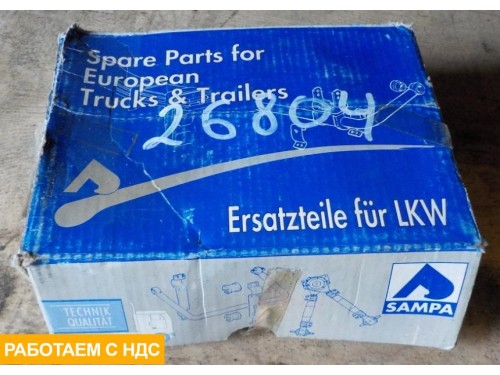 Spare Parts for
European
Trucks & Trailers
26804
Ersatzteile für LKW
TECHNIK
QUALITÄT
SAMPA
РАБОТАЕМ С НДС